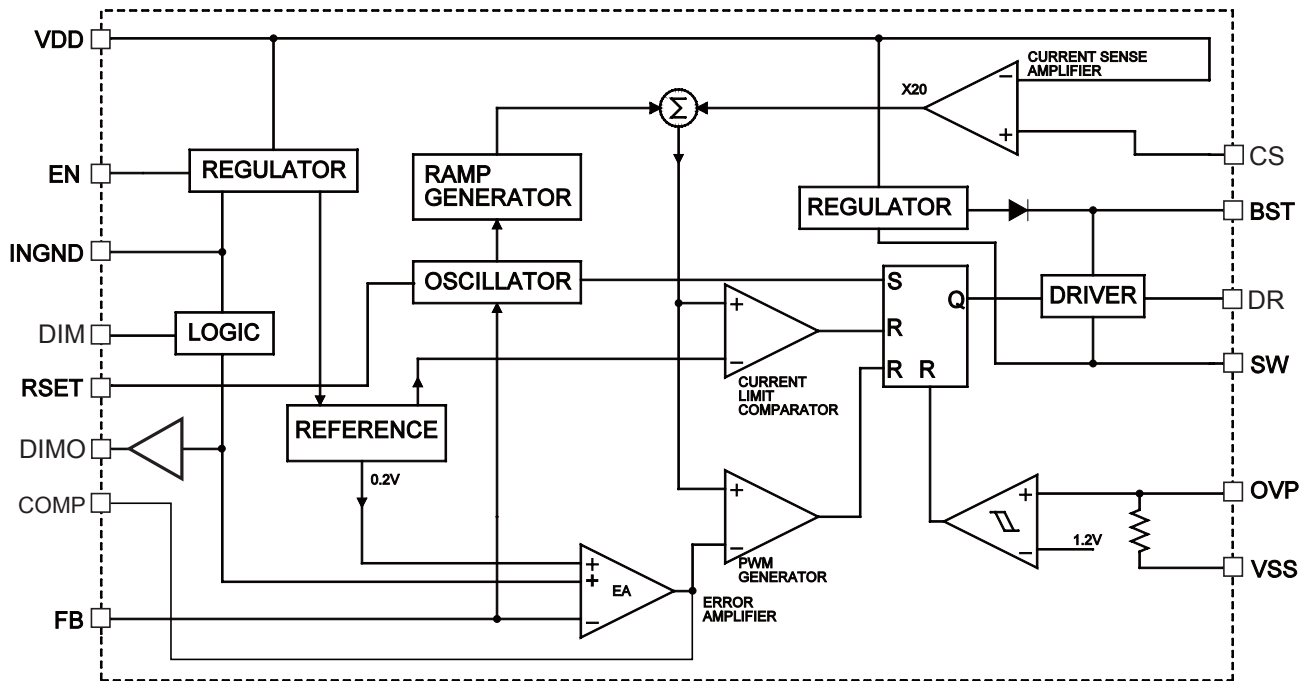 VDD
CURRENT SENSE
AMPLIFIER
X20
−
+
Σ
EN
REGULATOR
RAMP
GENERATOR
CS
REGULATOR
BST
INGND
OSCILLATOR
S
Q
DRIVER
DR
DIM
LOGIC
+
R
−
R R
SW
RSET
CURRENT
LIMIT
COMPARATOR
REFERENCE
DIMO
0.2V
COMP
+
+
OVP
1.2V
−
−
PWM
GENERATOR
VSS
+
+
EA
ERROR
AMPLIFIER
FB
−